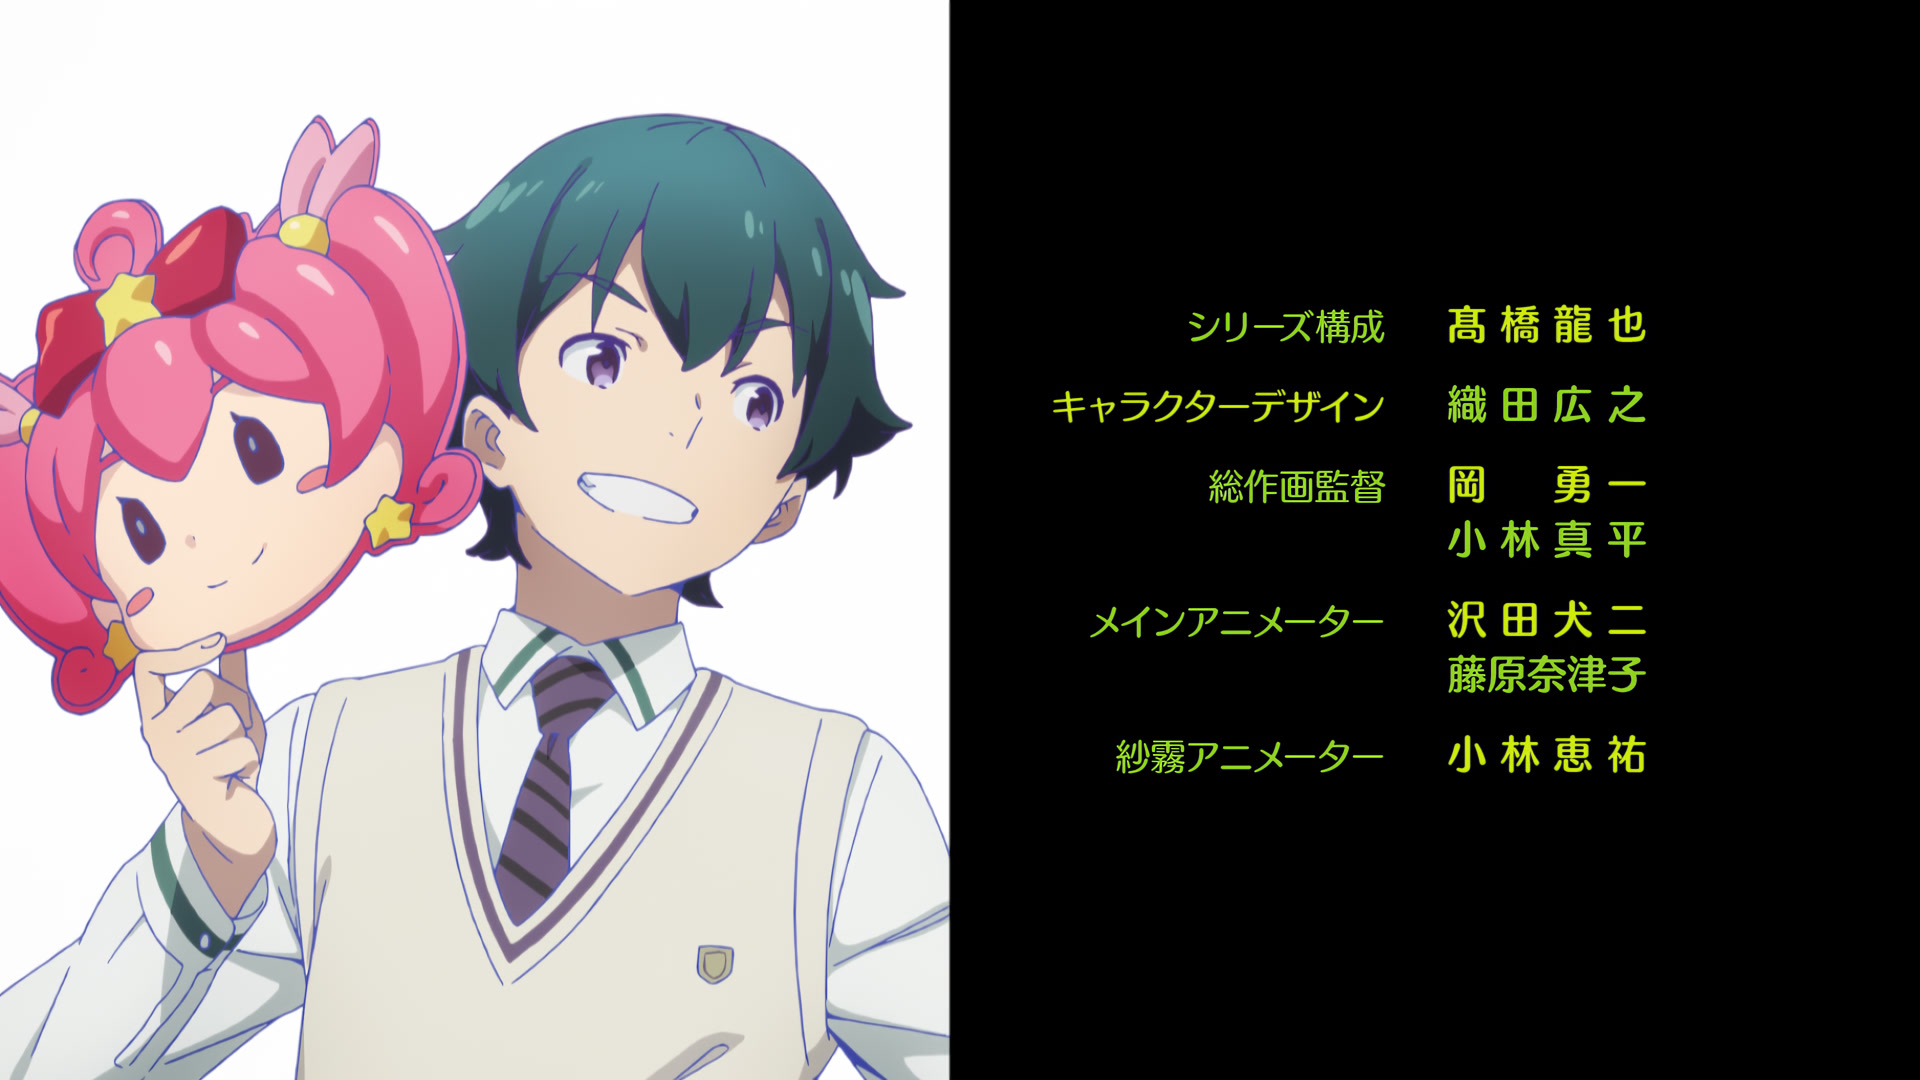 シリーズ構成 髙橋龍也
キャラクターデザイン 織田広之
総作画監督 岡 勇一
小林真平
メインアニメーター 沢田犬二
藤原奈津子
紗霧アニメーター 小林恵祐